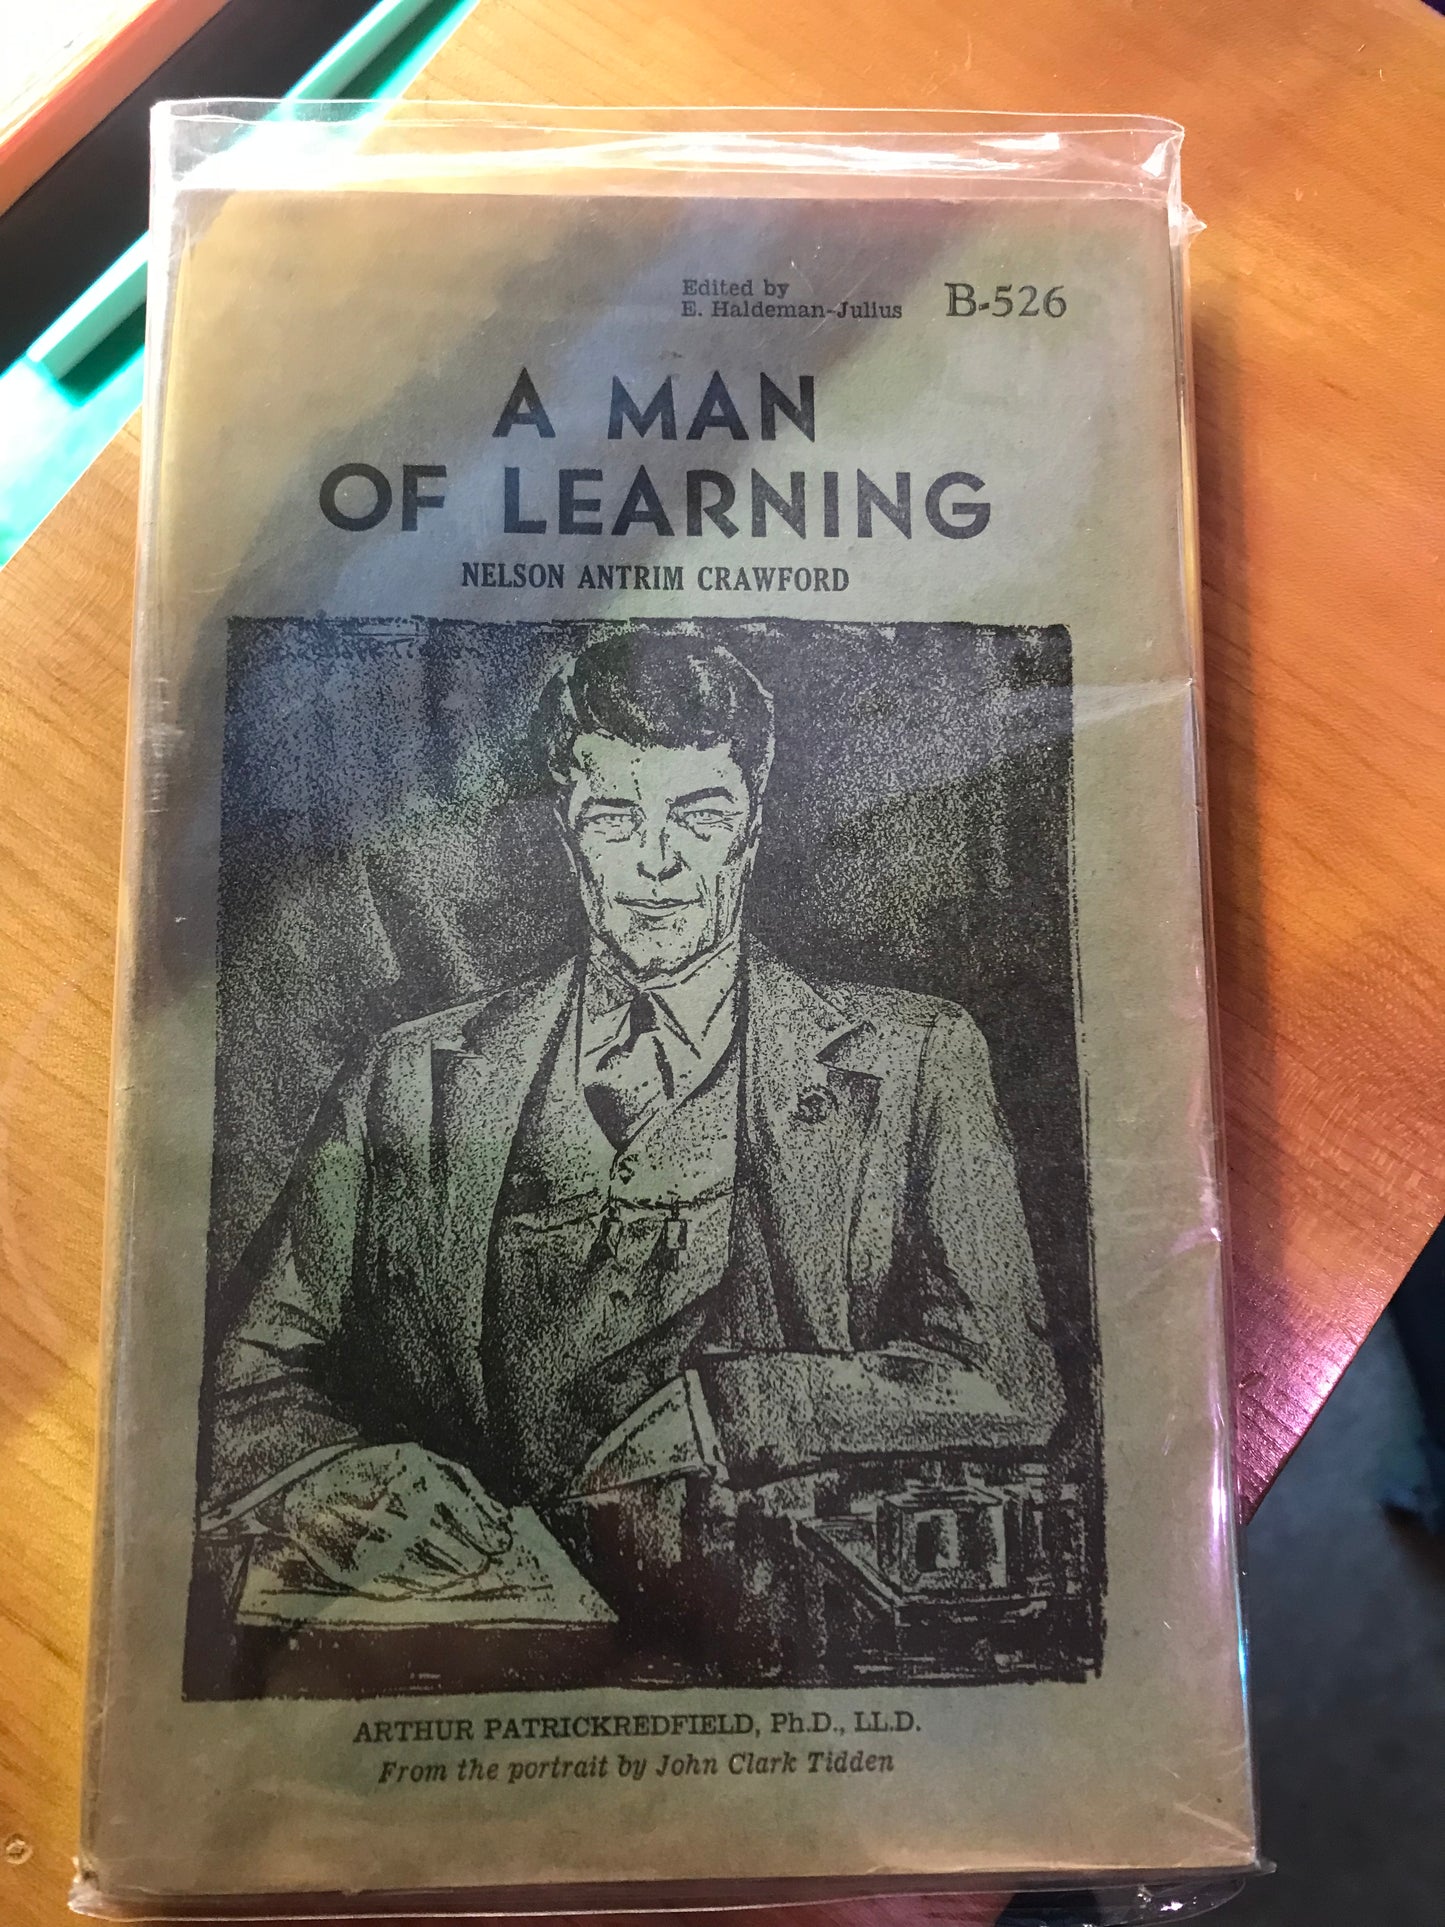 Edited by
E. Haldeman-Julius
B-526
A MAN
OF LEARNING
NELSON ANTRIM CRAWFORD
ARTHUR PATRICKREDFIELD, Ph.D., LL.D.
From the portrait by John Clark Tidden